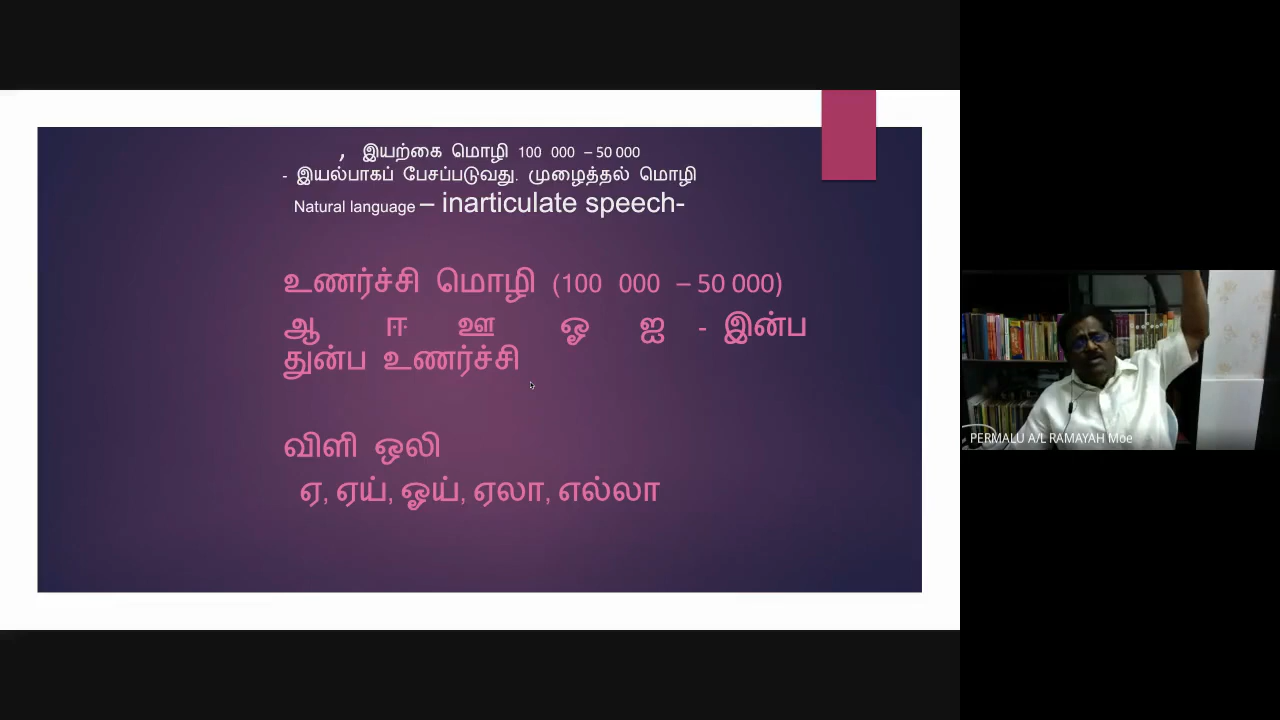 , இயற்கை மொழி 100 000 – 50 000
- இயல்பாகப் பேசப்படுவது. முழைத்தல் மொழி
Natural language – inarticulate speech-
உணர்ச்சி மொழி (100 000 – 50 000)
ஆ ஈ ஊ ஓ ஐ - இன்ப
துன்ப உணர்ச்சி
விளி ஒலி
ஏ, ஏய், ஓய், ஏலா, எல்லா
PERMALU A/L RAMAYAH Moe